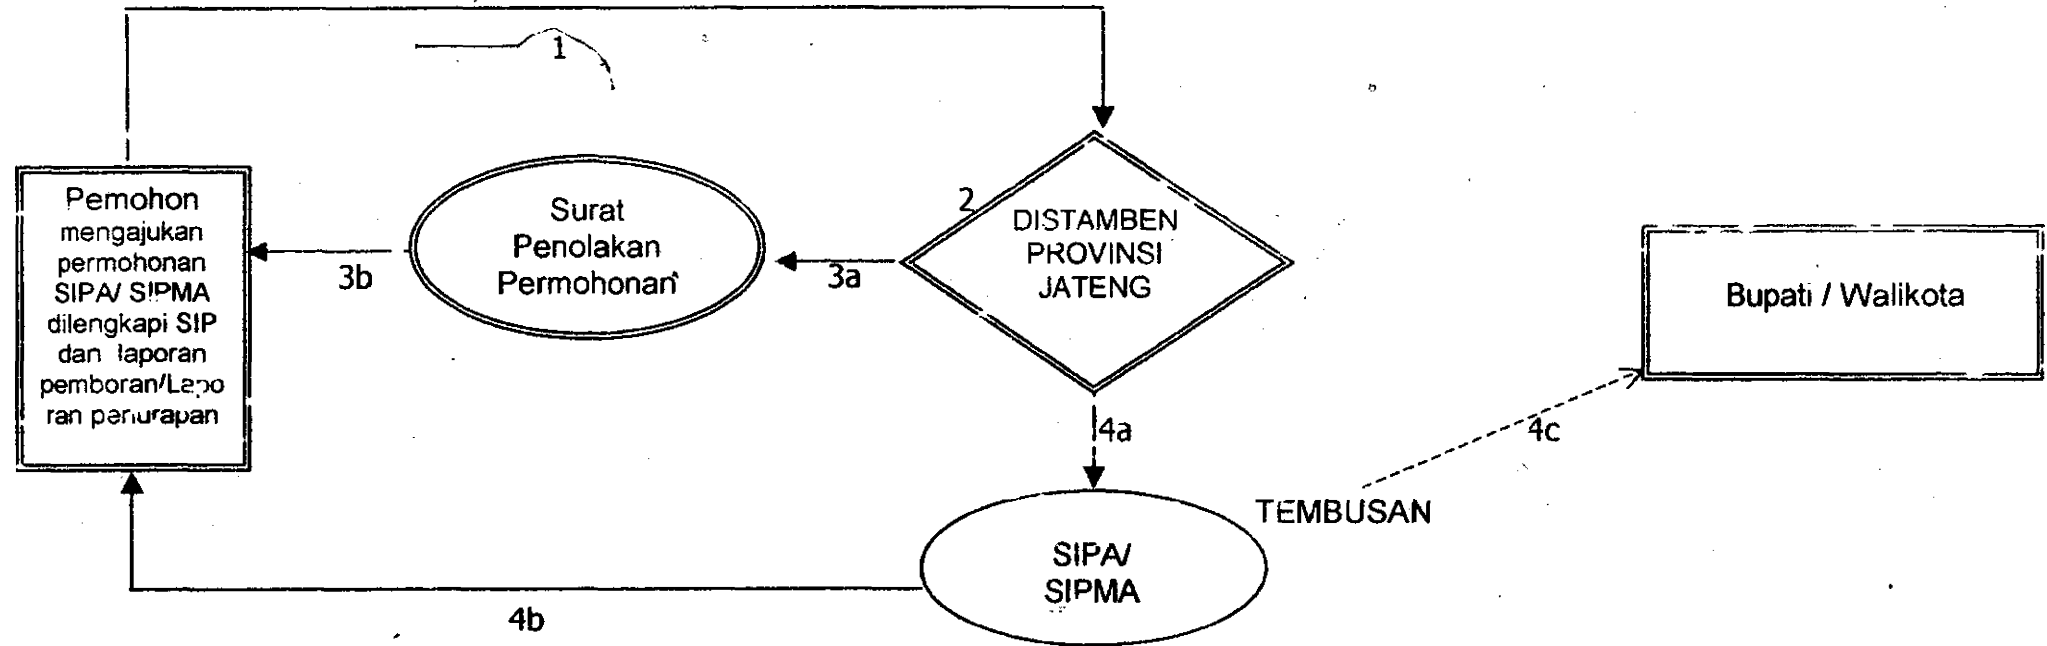 1
Pemohon
mengajukan
permohonan
SIPA/ SIPMA
dilengkapi SIP
dan laporan
pemboran/Lapo
ran penurapan
3b
Surat
Penolakan
Permohonan
3a
2
DISTAMBEN
PROVINSI
JATENG
Bupati / Walikota
4a
4c
TEMBUSAN
SIPA/
SIPMA
4b